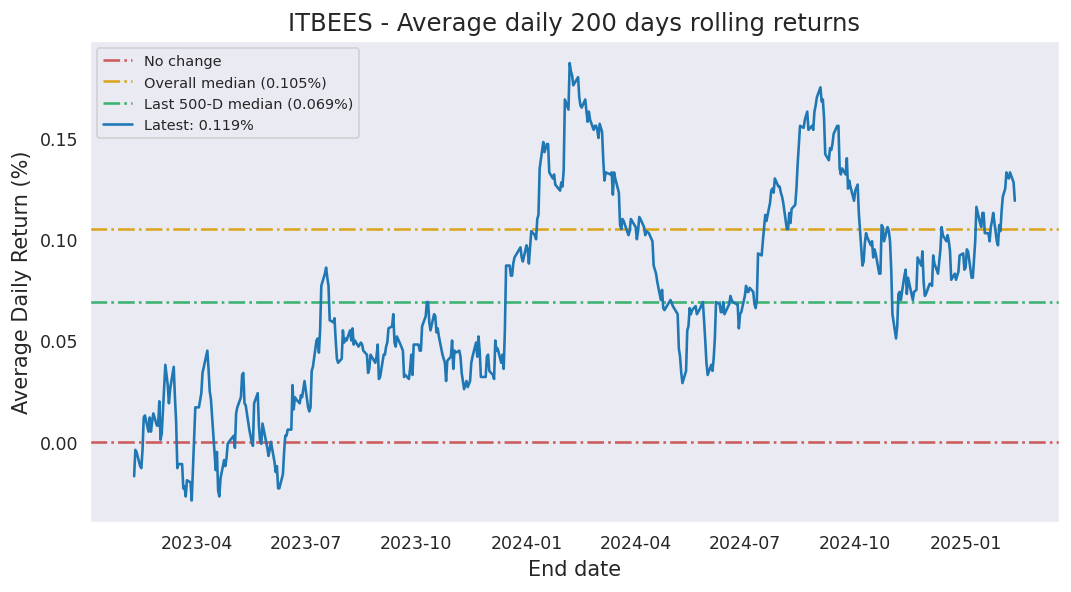 ITBEES - Average daily 200 days rolling returns
No change
Overall median (0.105%)
Last 500-D median (0.069%)
Latest: 0.119%
Average Daily Return (%)
0.15
0.10
0.05
0.00
2023-04 2023-07 2023-10 2024-01 2024-04 2024-07 2024-10 2025-01
End date